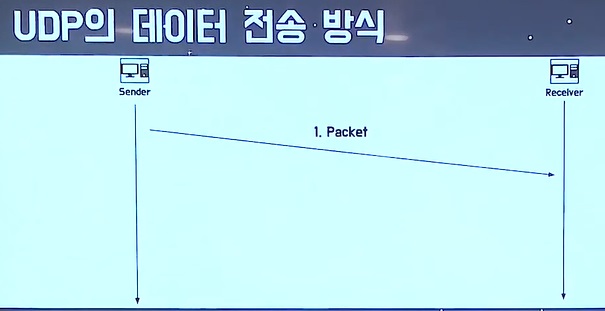 UDP의 데이터 전송 방식
Sender
Receiver
1. Packet